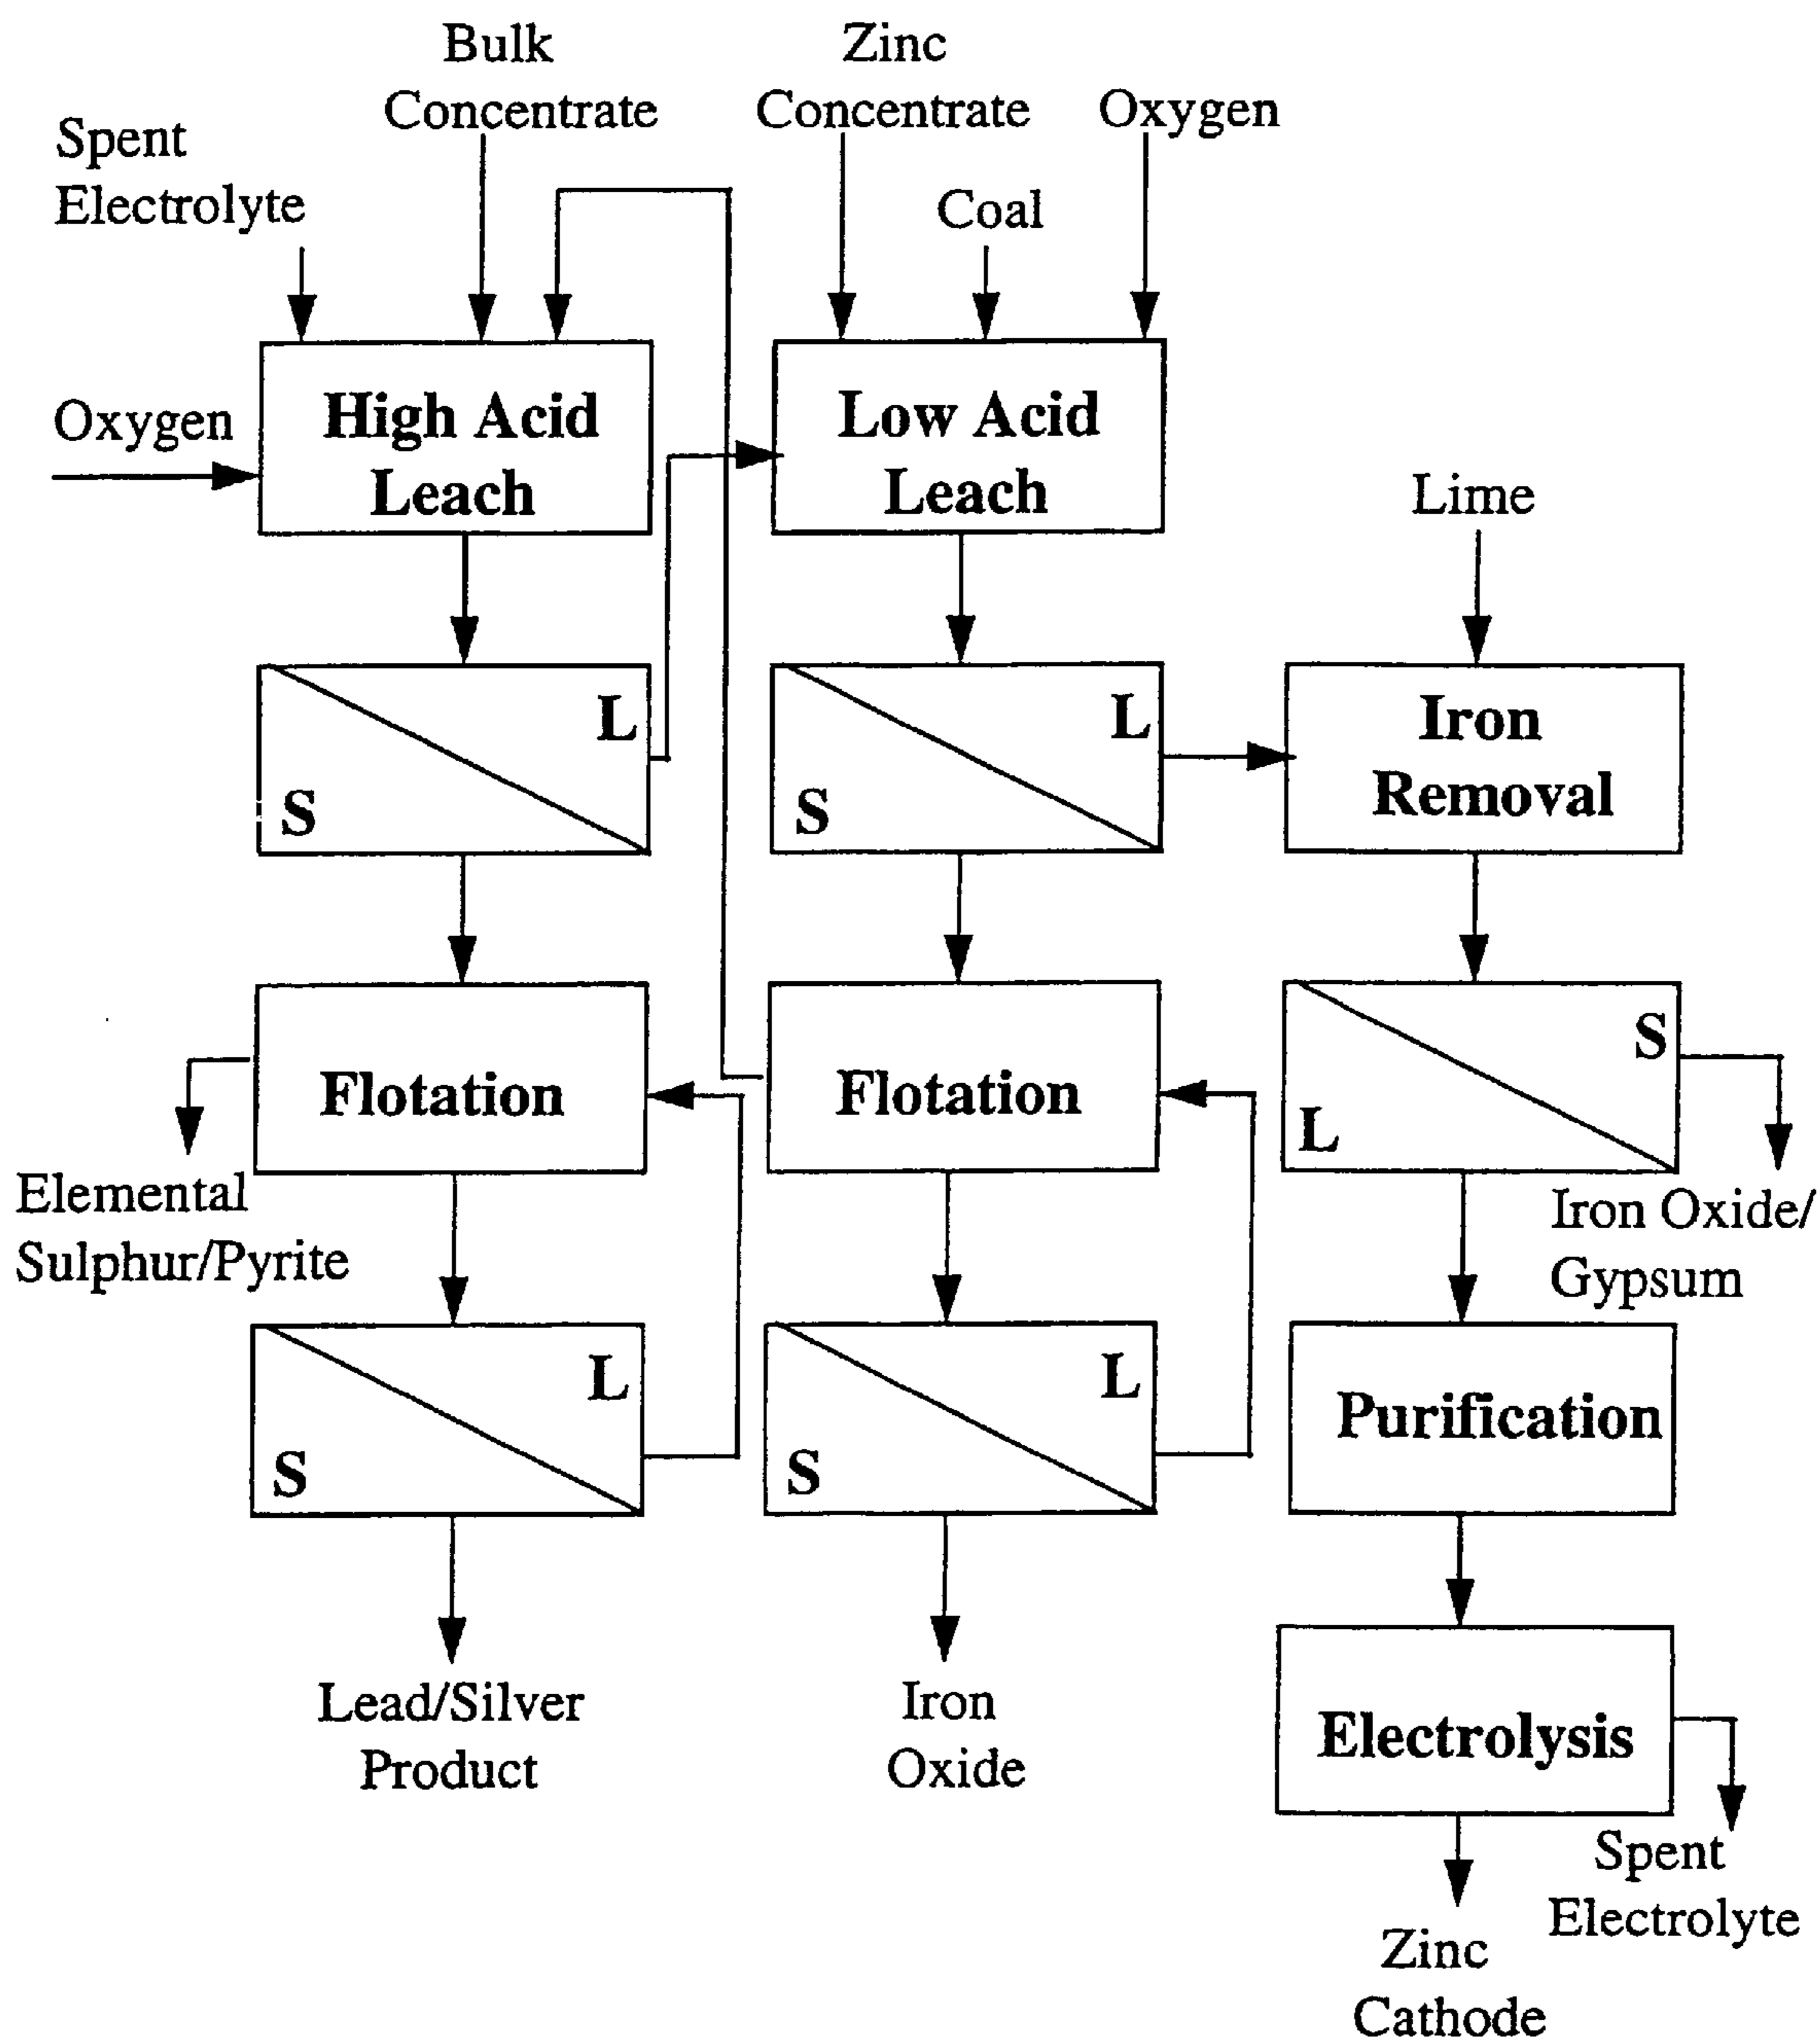 Bulk
Concentrate
Zinc
Concentrate
Oxygen
Spent
Electrolyte
Coal
Oxygen
High Acid
Leach
Low Acid
Leach
Lime
L
S
L
S
Iron
Removal
Flotation
Flotation
S
L
Elemental
Sulphur/Pyrite
Iron Oxide/
Gypsum
L
S
L
S
Purification
Lead/Silver
Product
Iron
Oxide
Electrolysis
Spent
Electrolyte
Zinc
Cathode